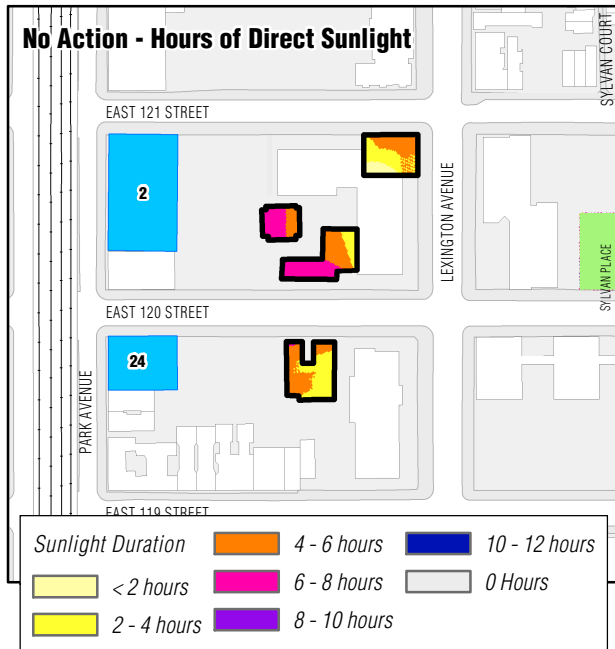 No Action - Hours of Direct Sunlight
SYLVAN COURT
EAST 121 STREET
2
LEXINGTON AVENUE
SYLVAN PLACE
EAST 120 STREET
24
PARK AVENUE
EAST 119 STREET
Sunlight Duration
< 2 hours
2 - 4 hours
4 - 6 hours
6 - 8 hours
8 - 10 hours
10 - 12 hours
0 Hours